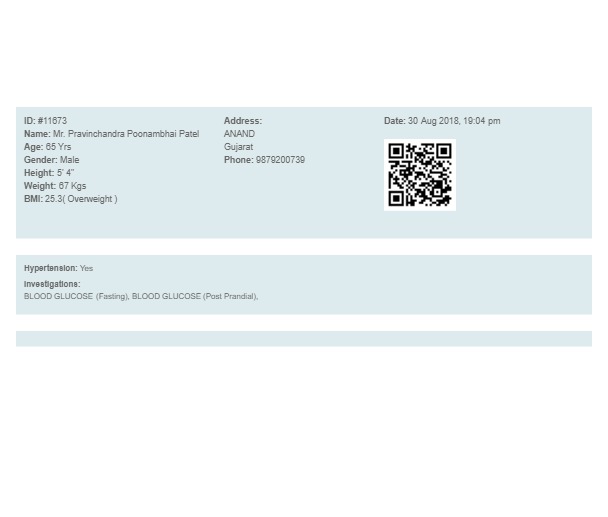 ID: #11673
Name: Mr. Pravinchandra Poonambhai Patel
Age: 65 Yrs
Gender: Male
Height: 5' 4"
Weight: 67 Kgs
BMI: 25.3( Overweight )
Address:
ANAND
Gujarat
Phone: 9879200739
Date: 30 Aug 2018, 19:04 pm
Hypertension: Yes
Investigations:
BLOOD GLUCOSE (Fasting), BLOOD GLUCOSE (Post Prandial),